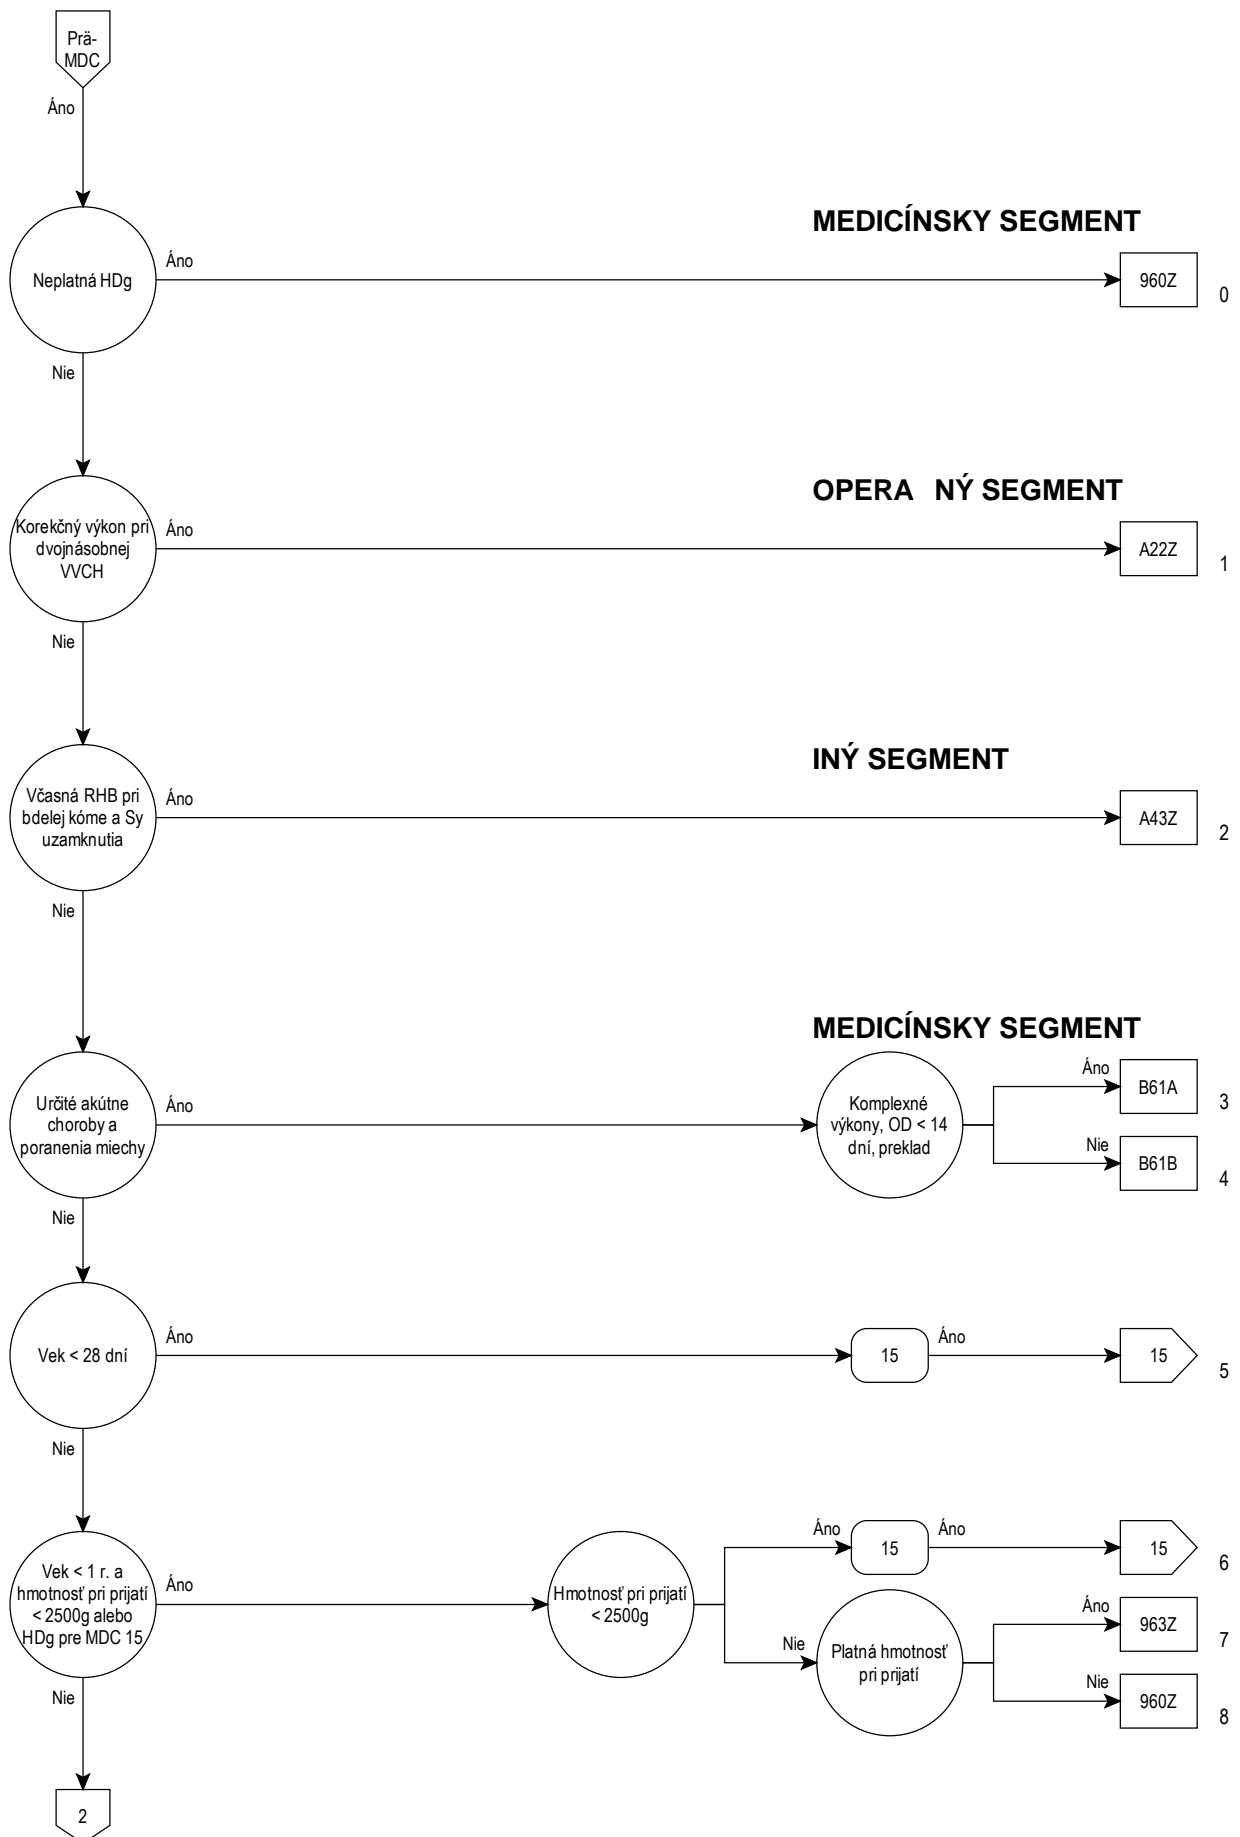 Prä-
MDC
Áno
MEDICÍNSKY SEGMENT
Neplatná HDg
Áno
960Z
0
Nie
OPERA NÝ SEGMENT
Korekčný výkon pri
dvojnásobnej
VVCH
Áno
A22Z
1
Nie
INÝ SEGMENT
Včasná RHB pri
bdelej kóme a Sy
uzamknutia
Áno
A43Z
2
Nie
MEDICÍNSKY SEGMENT
Určité akútne
choroby a
poranenia miechy
Áno
Komplexné
výkony, OD < 14
dní, preklad
Áno
B61A
3
Nie
B61B
4
Nie
Vek < 28 dní
Áno
15
Áno
15
5
Nie
Vek < 1 r. a
hmotnosť pri prijatí
< 2500g alebo
HDg pre MDC 15
Áno
Hmotnosť pri prijatí
< 2500g
Áno
15
Áno
15
6
Nie
Platná hmotnosť
pri prijatí
Áno
963Z
7
Nie
960Z
8
Nie
2